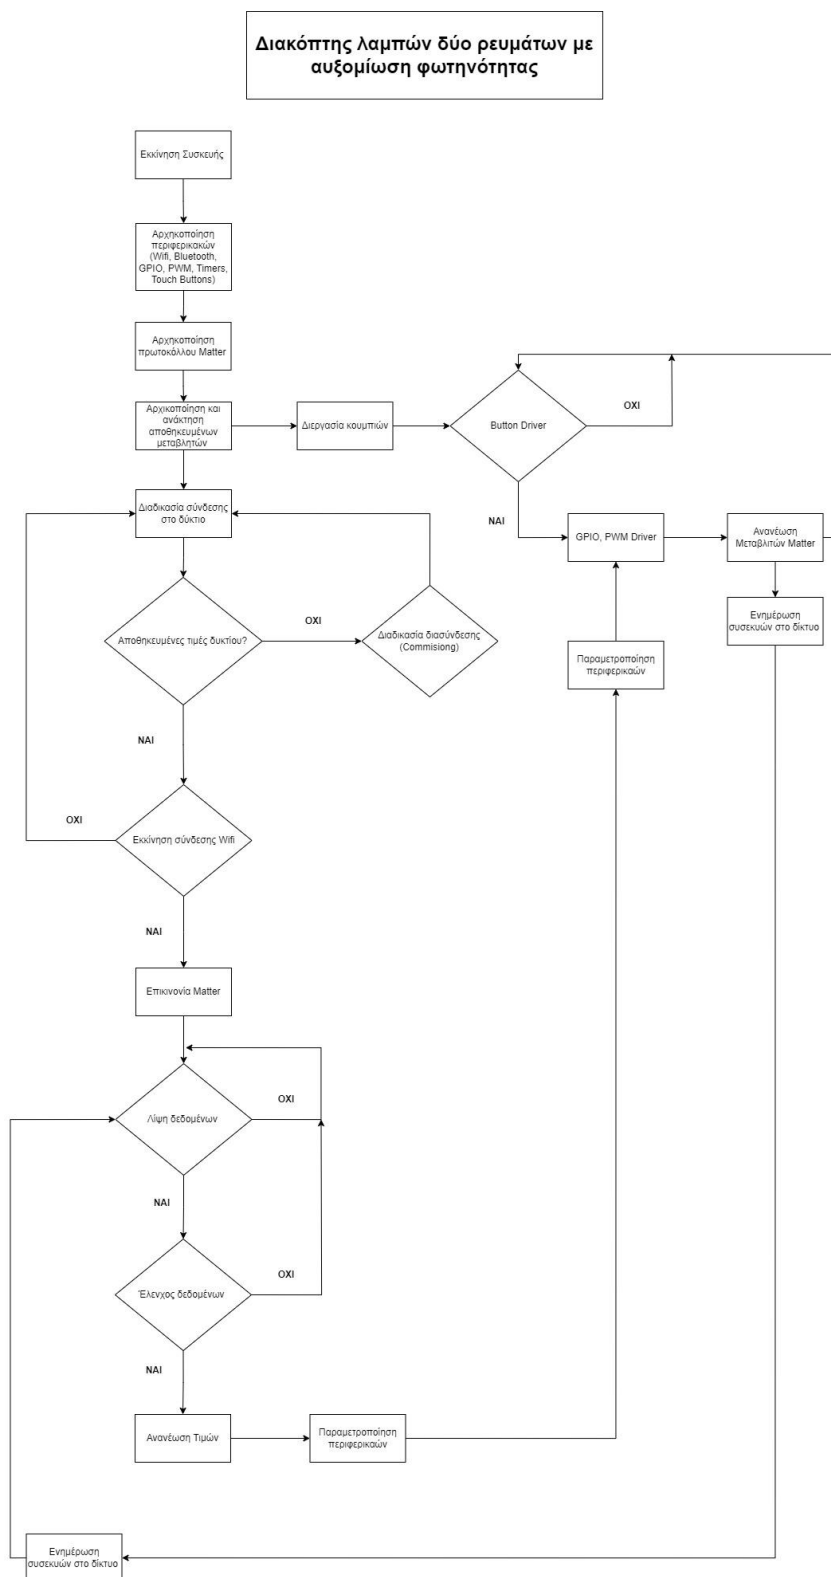 Διακόπτης λαμπών δύο ρευμάτων με
αυξομίωση φωτηνότητας
Εκκίνηση Συσκευής
Αρχηκοποίηση
περιφερικακών
(Wifi, Bluetooth,
GPIO, PWM, Timers,
Touch Buttons)
Αρχηκοποίηση
πρωτοκόλλου Matter
Αρχικοποίηση και
ανάκτηση
αποθηκευμένων
μεταβλητών
Διεργασία κουμπιών
Button Driver
ΟΧΙ
ΝΑΙ
Διαδικασία σύνδεσης
στο δύκτιο
GPIO, PWM Driver
Ανανέωση
Μεταβλιτών Matter
Ενημέρωση
συσεκυών στο δίκτυο
Αποθηκευμένες τιμές δυκτίου?
ΟΧΙ
Διαδικασία διασύνδεσης
(Commisiong)
Παραμετροποίηση
περιφερικαών
ΝΑΙ
ΟΧΙ
Εκκίνηση σύνδεσης Wifi
ΝΑΙ
Επικινονία Matter
Λίψη δεδομένων
ΟΧΙ
ΝΑΙ
Έλενχος δεδομένων
ΟΧΙ
ΝΑΙ
Ανανέωση Τιμών
Παραμετροποίηση
περιφερικαών
Ενημέρωση
συσεκυών στο δίκτυο